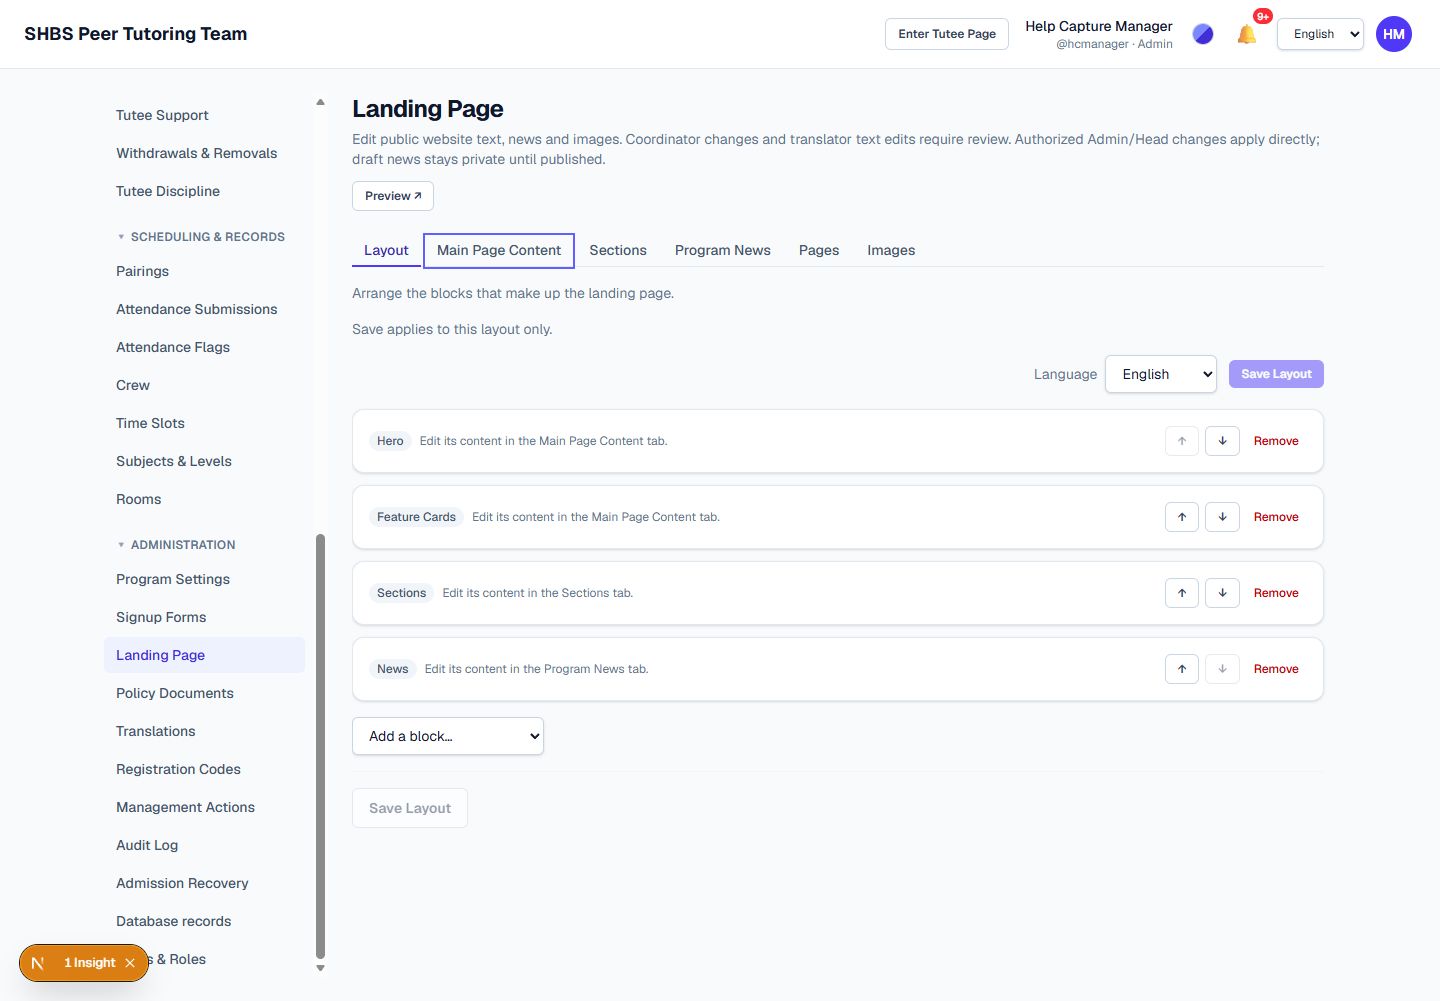 SHBS Peer Tutoring Team
Enter Tutee Page
Help Capture Manager
@hcmanager · Admin
9+
English
HM
Tutee Support
Withdrawals & Removals
Tutee Discipline
SCHEDULING & RECORDS
Pairings
Attendance Submissions
Attendance Flags
Crew
Time Slots
Subjects & Levels
Rooms
ADMINISTRATION
Program Settings
Signup Forms
Landing Page
Policy Documents
Translations
Registration Codes
Management Actions
Audit Log
Admission Recovery
Database records
s & Roles
1 Insight
Landing Page
Edit public website text, news and images. Coordinator changes and translator text edits require review. Authorized Admin/Head changes apply directly;
draft news stays private until published.
Preview ↗
Layout Main Page Content Sections Program News Pages Images
Arrange the blocks that make up the landing page.
Save applies to this layout only.
Language English Save Layout
Hero Edit its content in the Main Page Content tab. ↑ ↓ Remove
Feature Cards Edit its content in the Main Page Content tab. ↑ ↓ Remove
Sections Edit its content in the Sections tab. ↑ ↓ Remove
News Edit its content in the Program News tab. ↑ ↓ Remove
Add a block...
Save Layout